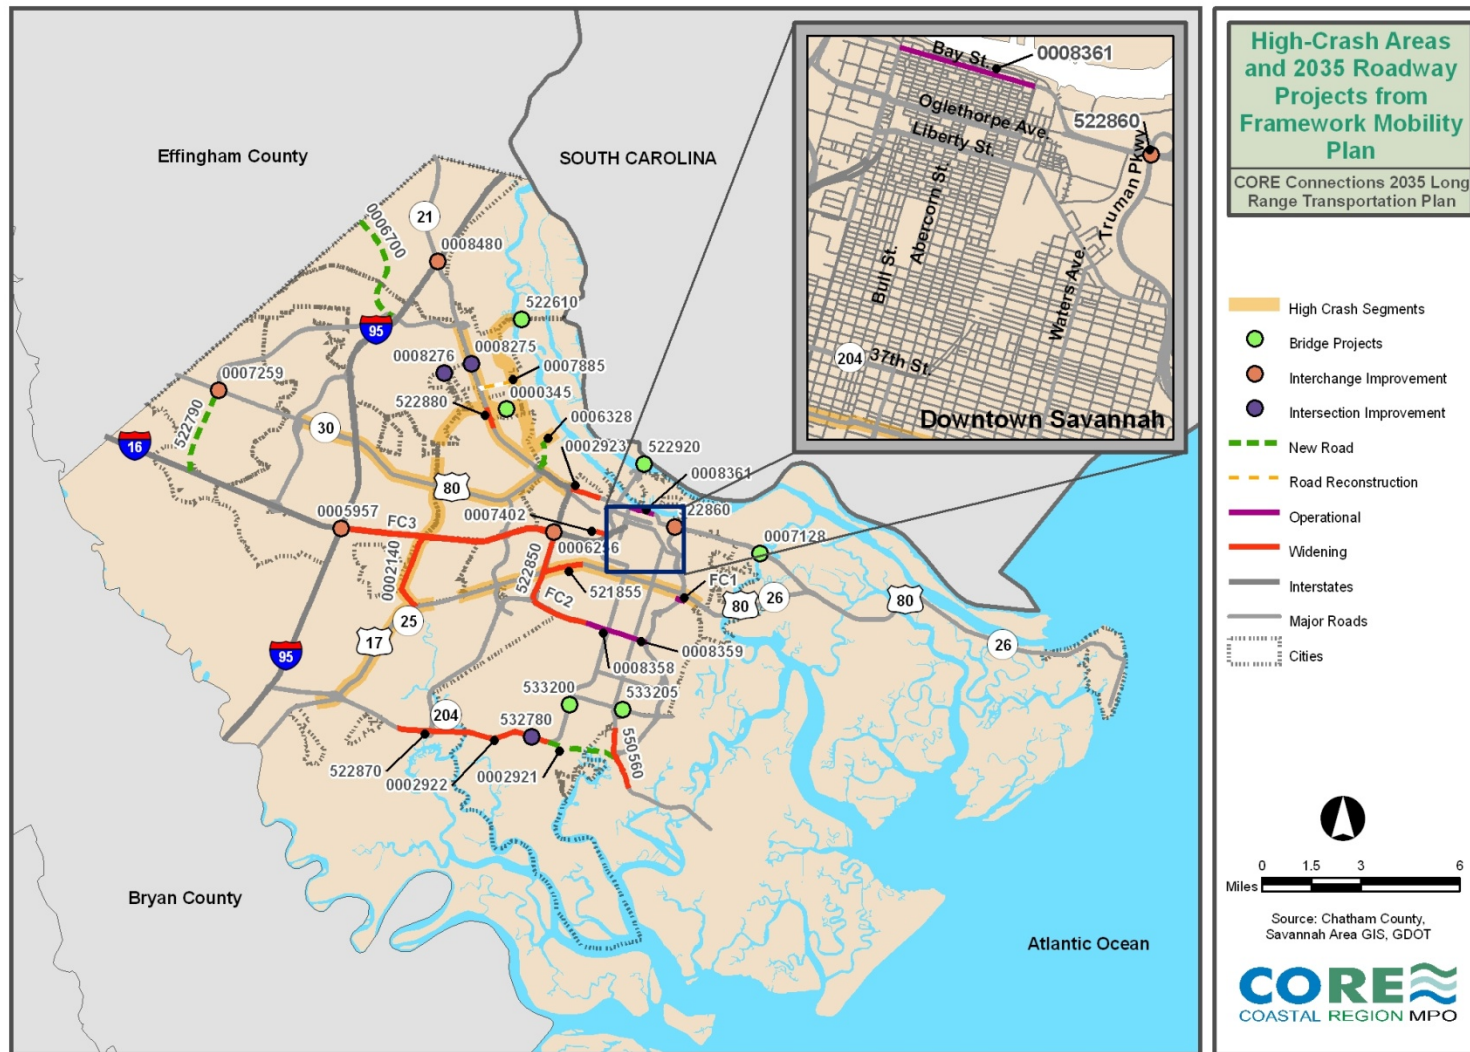 High-Crash Areas
and 2035 Roadway
Projects from
Framework Mobility
Plan
CORE Connections 2035 Long
Range Transportation Plan
High Crash Segments
Bridge Projects
Interchange Improvement
Intersection Improvement
New Road
Road Reconstruction
Operational
Widening
Interstates
Major Roads
Cities
0 1.5 3 6
Miles
Source: Chatham County,
Savannah Area GIS, GDOT
CORE
COASTAL REGION MPO
Bay St.
0008361
Oglethorpe Ave.
522860
Liberty St.
Truman Pkwy
Abercorn St.
Bull St.
Waters Ave.
204
37th St.
Downtown Savannah
Effingham County
SOUTH CAROLINA
0006700
21
0008480
522610
95
0008275
0008276
0007885
0007259
0000345
522880
522790
0006328
30
16
0002923
522920
80
0008361
0005957
FC3
0007402
522860
0006256
0007128
0002140
522850
FC1
521855
80
26
80
FC2
25
17
26
95
0008359
0008358
533200
533205
204
532780
550560
522870
0002922
0002921
Bryan County
Atlantic Ocean